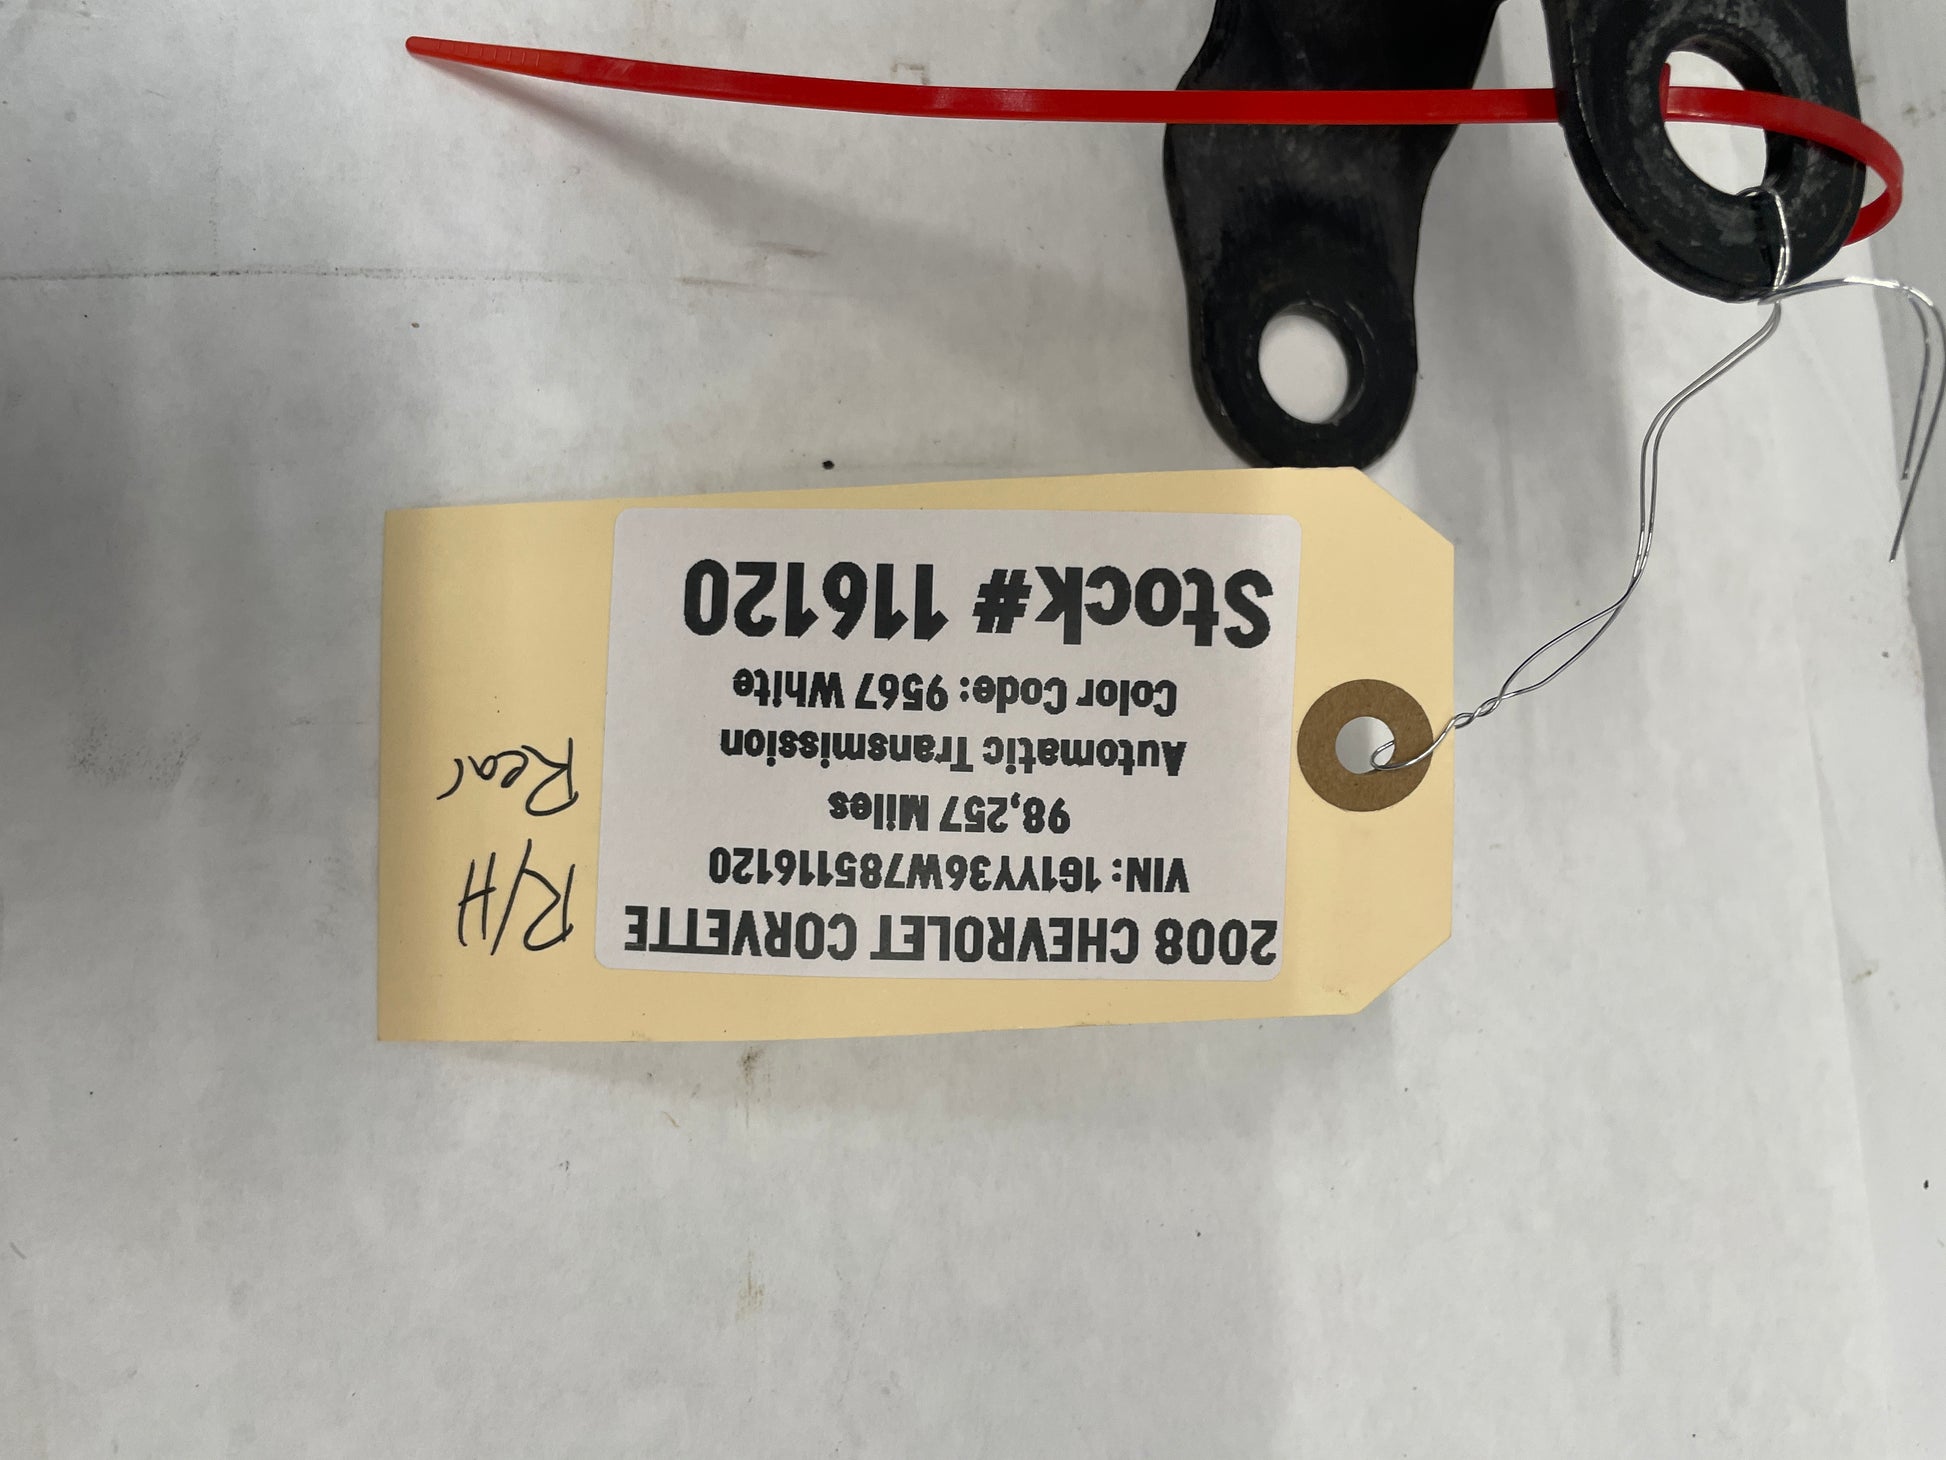 2008 CHEVROLET CORVETTE
VIN: 1G1YY36W785116120
98,257 Miles
Automatic Transmission
Color Code: 9567 White
Stock# 116120
R/H
Rear